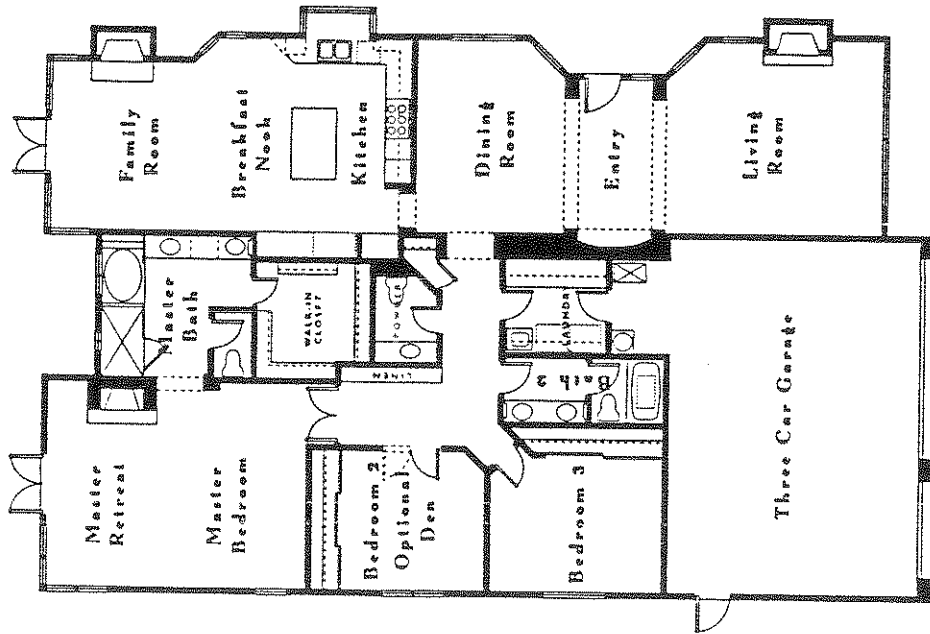 Family
Room
Breakfast
Nook
Kitchen
Dining
Room
Entry
Living
Room
Master
Bath
WALK-IN
CLOSET
POWDER
LAUNDRY
LINEN
Bath 2
Master
Retreat
Master
Bedroom
Bedroom 2
Optional
Den
Bedroom 3
Three Car Garage